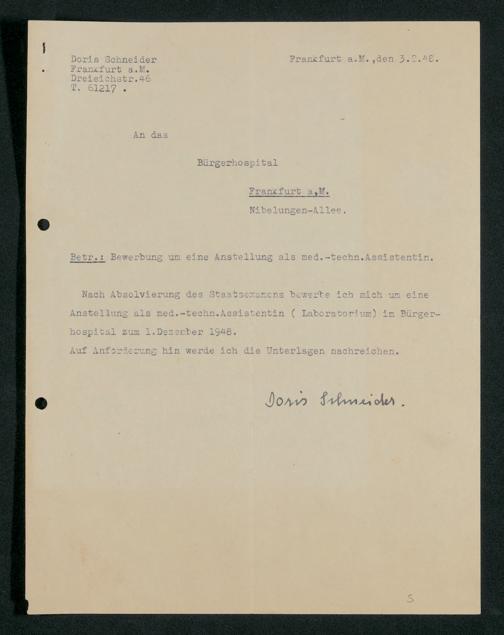 Doris Schneider
Frankfurt a.M.
Dreieichstr.46
T. 61217 .
Frankfurt a.M.,den 3.9.48.
An das
Bürgerhospital
Frankfurt a,M.
Nibelungen-Allee.
Betr.: Bewerbung um eine Anstellung als med.-techn.Assistentin.
Nach Absolvierung des Staatsexamens bewerbe ich mich um eine
Anstellung als med.-techn.Assistentin ( Laboratorium) im Bürger-
hospital zum 1.Dezember 1948.
Auf Anforderung hin werde ich die Unterlagen nachreichen.
Doris Schneider.
S